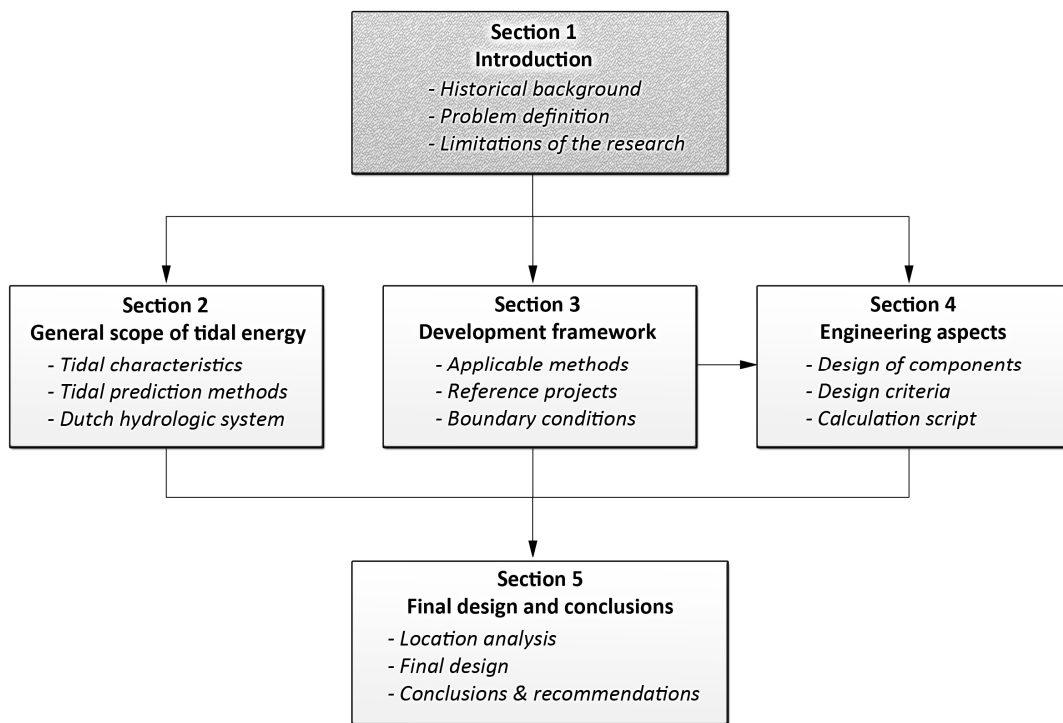 Section 1
Introduction
- Historical background
- Problem definition
- Limitations of the research
Section 2
General scope of tidal energy
- Tidal characteristics
- Tidal prediction methods
- Dutch hydrologic system
Section 3
Development framework
- Applicable methods
- Reference projects
- Boundary conditions
Section 4
Engineering aspects
- Design of components
- Design criteria
- Calculation script
Section 5
Final design and conclusions
- Location analysis
- Final design
- Conclusions & recommendations